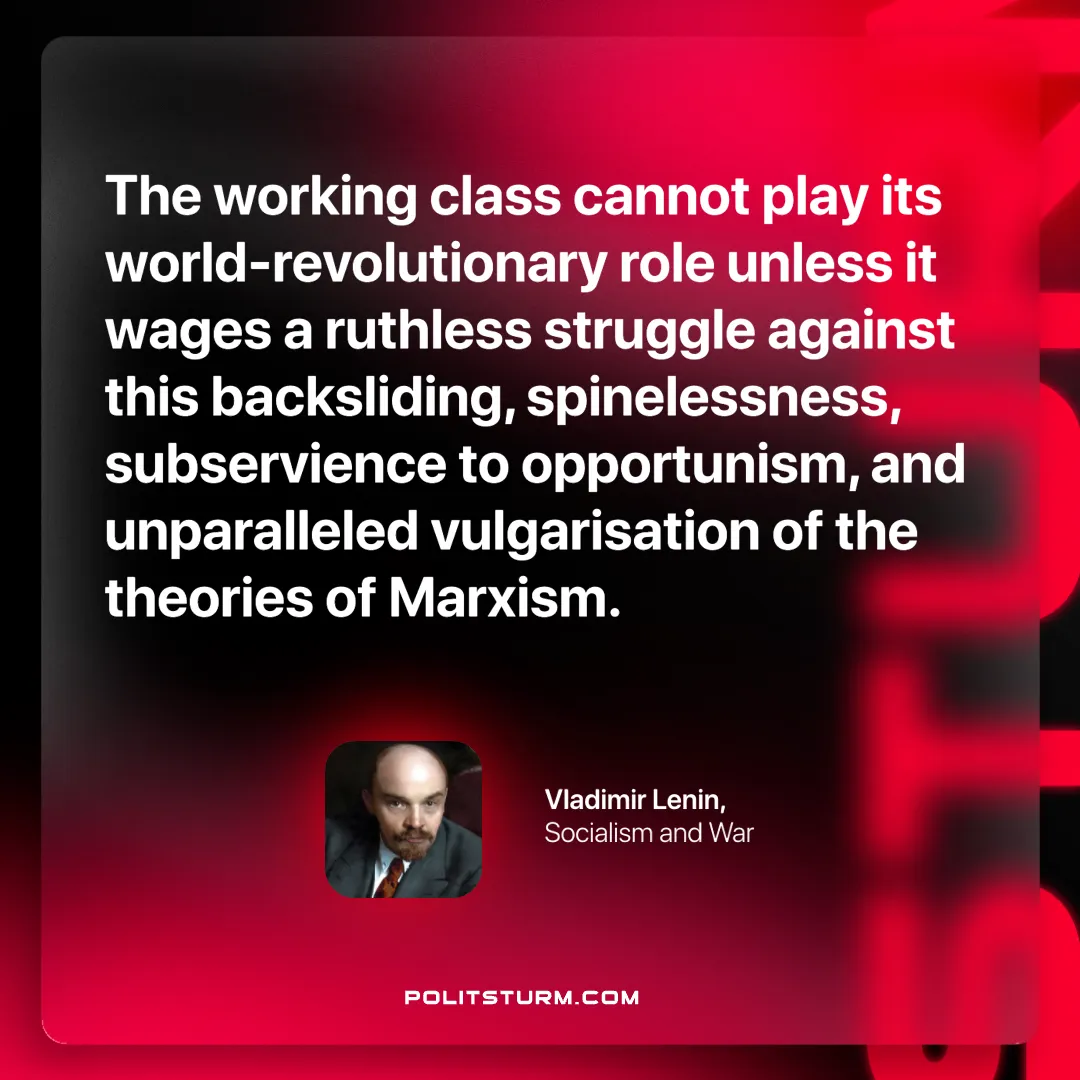 The working class cannot play its
world-revolutionary role unless it
wages a ruthless struggle against
this backsliding, spinelessness,
subservience to opportunism, and
unparalleled vulgarisation of the
theories of Marxism.
Vladimir Lenin,
Socialism and War
POLITSTURM.COM